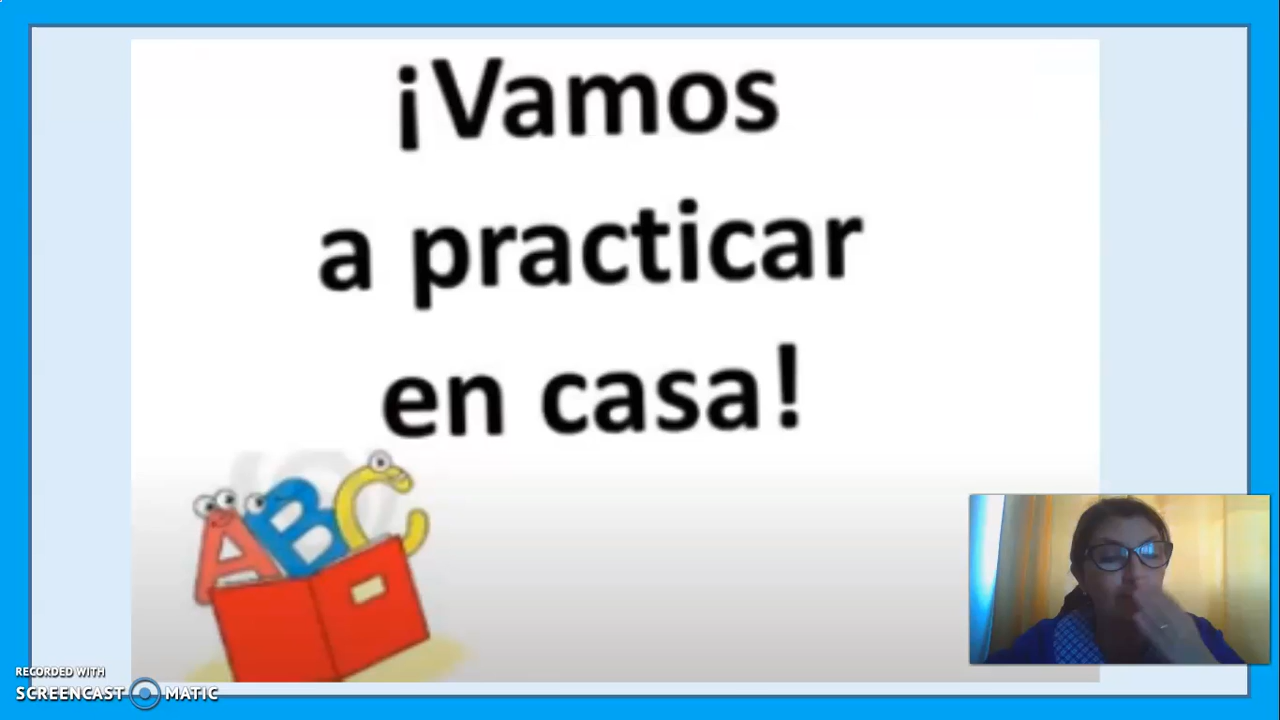 ¡Vamos
a practicar
en casa!
ABC
RECORDED WITH
SCREENCAST MATIC